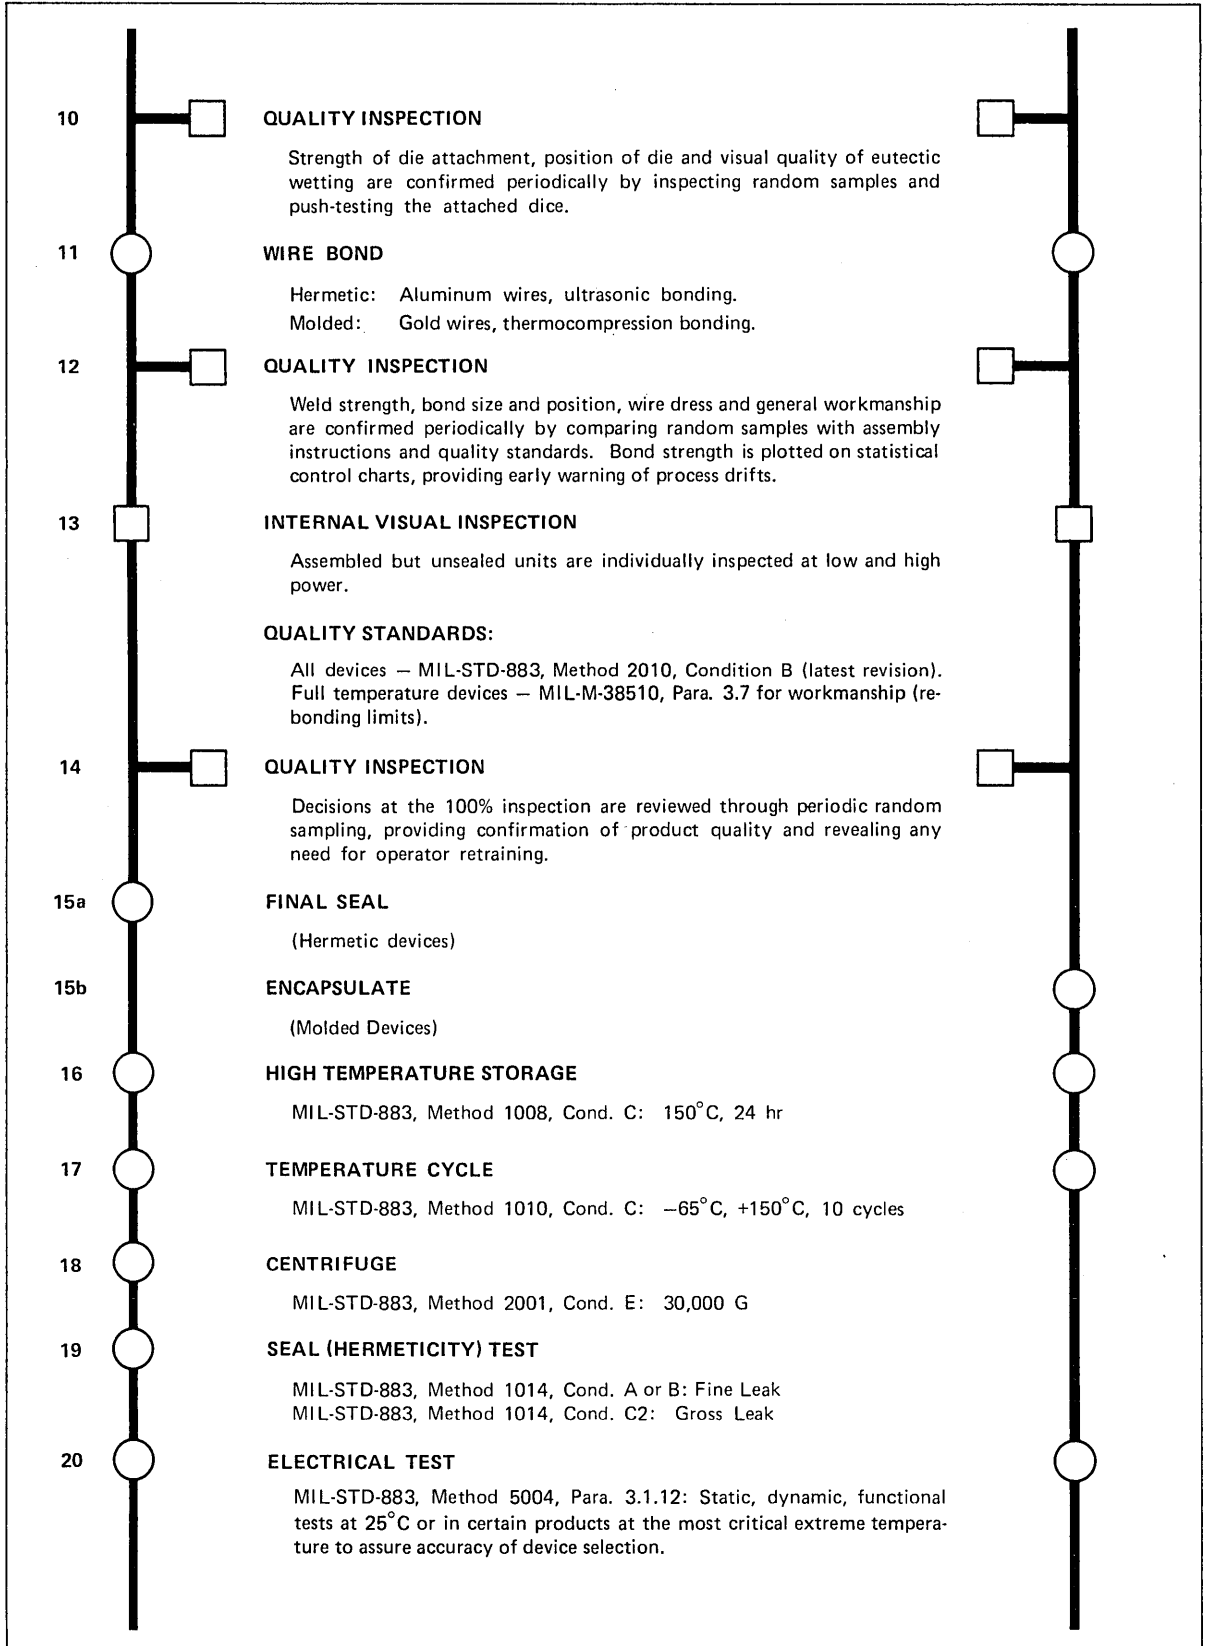 10 QUALITY INSPECTION
Strength of die attachment, position of die and visual quality of eutectic
wetting are confirmed periodically by inspecting random samples and
push-testing the attached dice.
11 WIRE BOND
Hermetic: Aluminum wires, ultrasonic bonding.
Molded: Gold wires, thermocompression bonding.
12 QUALITY INSPECTION
Weld strength, bond size and position, wire dress and general workmanship
are confirmed periodically by comparing random samples with assembly
instructions and quality standards. Bond strength is plotted on statistical
control charts, providing early warning of process drifts.
13 INTERNAL VISUAL INSPECTION
Assembled but unsealed units are individually inspected at low and high
power.
QUALITY STANDARDS:
All devices — MIL-STD-883, Method 2010, Condition B (latest revision).
Full temperature devices — MIL-M-38510, Para. 3.7 for workmanship (re-
bonding limits).
14 QUALITY INSPECTION
Decisions at the 100% inspection are reviewed through periodic random
sampling, providing confirmation of product quality and revealing any
need for operator retraining.
15a FINAL SEAL
(Hermetic devices)
15b ENCAPSULATE
(Molded Devices)
16 HIGH TEMPERATURE STORAGE
MIL-STD-883, Method 1008, Cond. C: 150°C, 24 hr
17 TEMPERATURE CYCLE
MIL-STD-883, Method 1010, Cond. C: —65°C, +150°C, 10 cycles
18 CENTRIFUGE
MIL-STD-883, Method 2001, Cond. E: 30,000 G
19 SEAL (HERMETICITY) TEST
MIL-STD-883, Method 1014, Cond. A or B: Fine Leak
MIL-STD-883, Method 1014, Cond. C2: Gross Leak
20 ELECTRICAL TEST
MIL-STD-883, Method 5004, Para. 3.1.12: Static, dynamic, functional
tests at 25°C or in certain products at the most critical extreme tempera-
ture to assure accuracy of device selection.